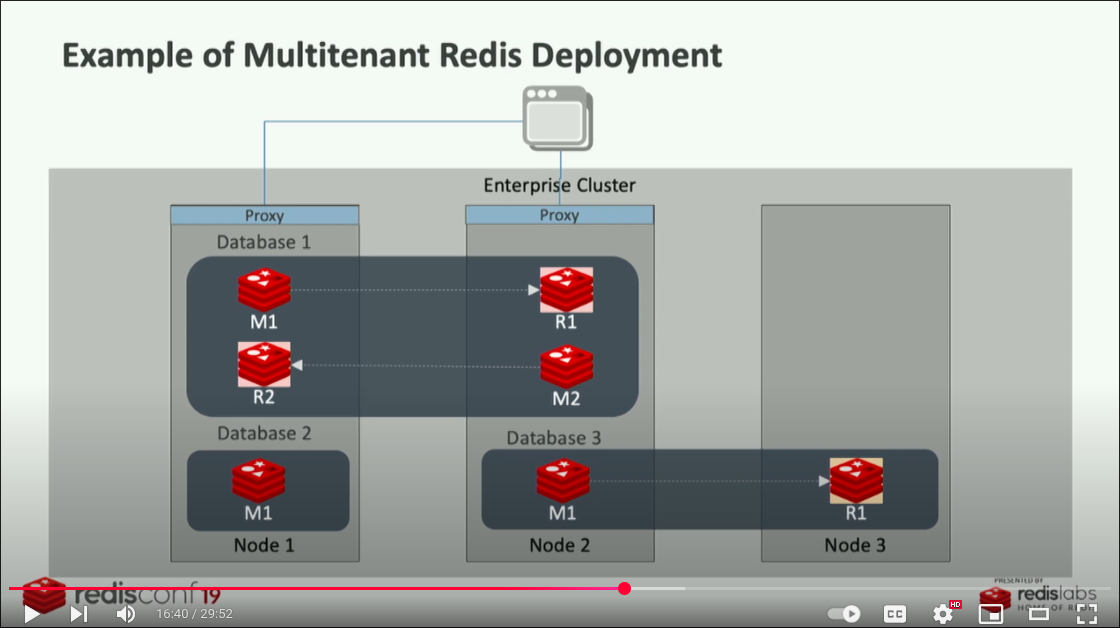 Example of Multitenant Redis Deployment
Enterprise Cluster
Proxy
Proxy
Database 1
M1
R1
R2
M2
Database 2
Database 3
M1
M1
R1
Node 1
Node 2
Node 3
redisconf19
PRESENTED BY
redislabs
HOME OF REDIS
16:40 / 29:52
CC
HD